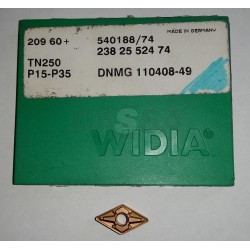 MADE IN GERMANY
209 60+ 540188/74
238 25 524 74
TN250
P15-P35 DNMG 110408-49
WIDIA